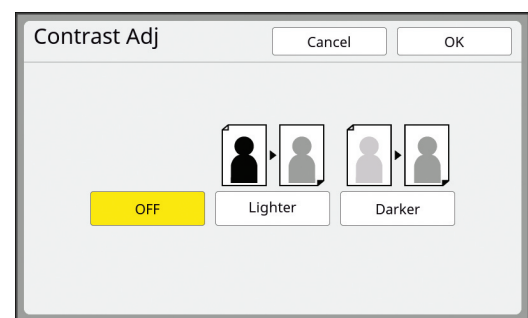 Contrast Adj
Cancel
OK
OFF
Lighter
Darker